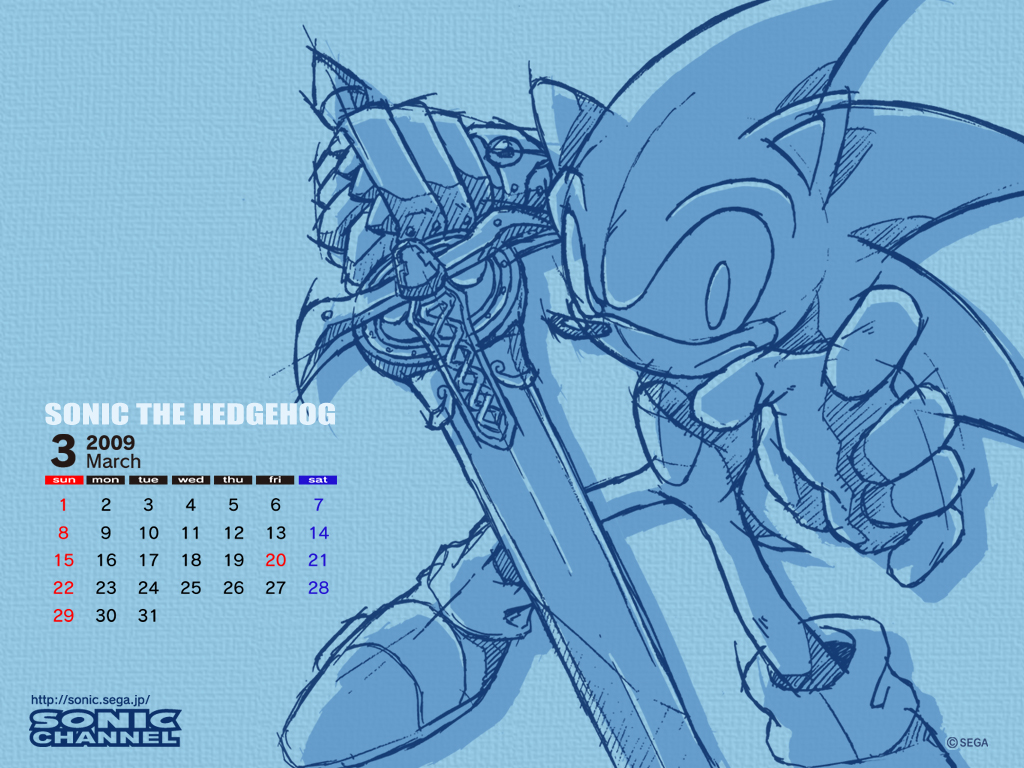 SONIC THE HEDGEHOG
3 2009
March
sun mon tue wed thu fri sat
1 2 3 4 5 6 7
8 9 10 11 12 13 14
15 16 17 18 19 20 21
22 23 24 25 26 27 28
29 30 31
http://sonic.sega.jp/
SONIC
CHANNEL
©SEGA